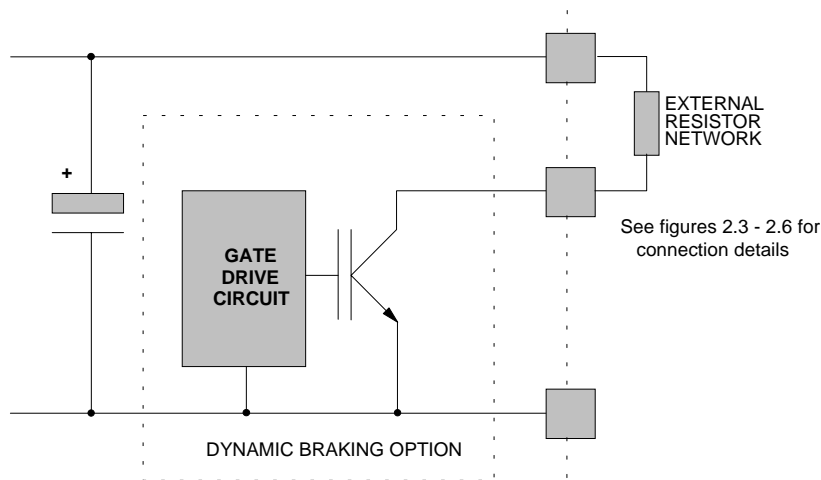 EXTERNAL
RESISTOR
NETWORK
+
See figures 2.3 - 2.6 for
connection details
GATE
DRIVE
CIRCUIT
DYNAMIC BRAKING OPTION